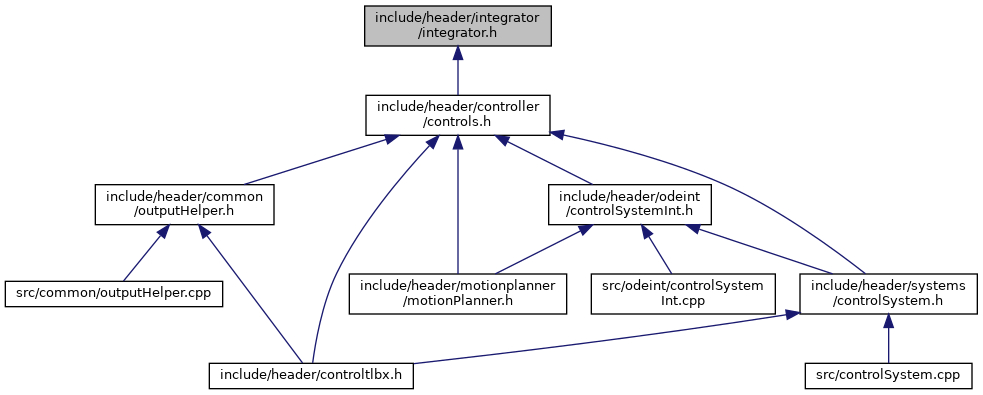 include/header/integrator
/integrator.h
include/header/controller
/controls.h
include/header/common
/outputHelper.h
include/header/odeint
/controlSystemInt.h
src/common/outputHelper.cpp
include/header/motionplanner
/motionPlanner.h
src/odeint/controlSystem
Int.cpp
include/header/systems
/controlSystem.h
include/header/controltlbx.h
src/controlSystem.cpp